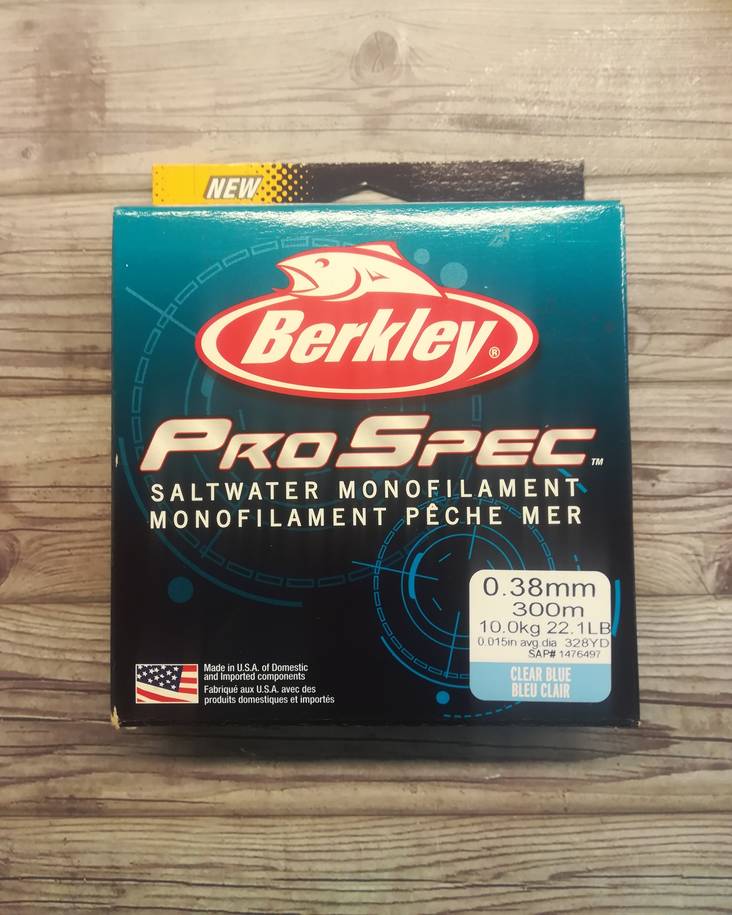 NEW
Berkley®
PROSPEC™
SALTWATER MONOFILAMENT
MONOFILAMENT PÊCHE MER
0.38mm
300m
10.0kg 22.1LB
0.015in avg.dia 328YD
SAP# 1476497
CLEAR BLUE
BLEU CLAIR
Made in U.S.A. of Domestic
and Imported components
Fabriqué aux U.S.A. avec des
produits domestiques et importés